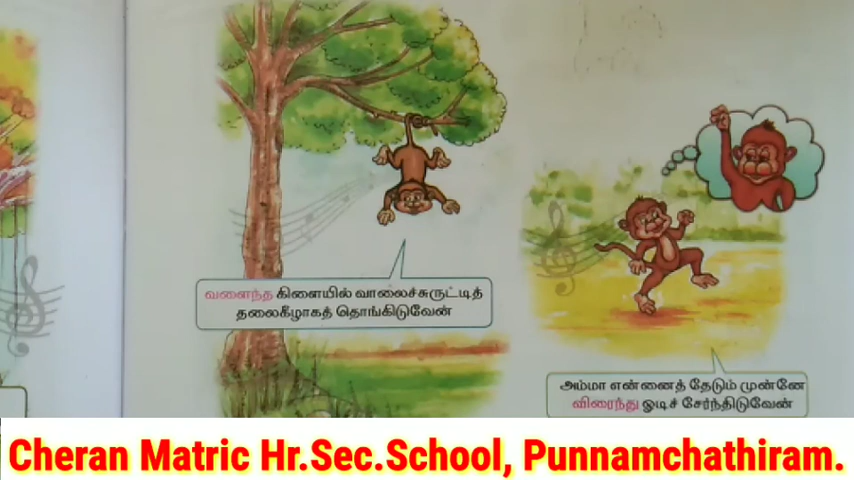 வளைந்த கிளையில் வாலைச்சுருட்டித்
தலைகீழாகத் தொங்கிடுவேன்
அம்மா என்னைத் தேடும் முன்னே
விரைந்து ஓடிச் சேர்ந்திடுவேன்
Cheran Matric Hr.Sec.School, Punnamchathiram.